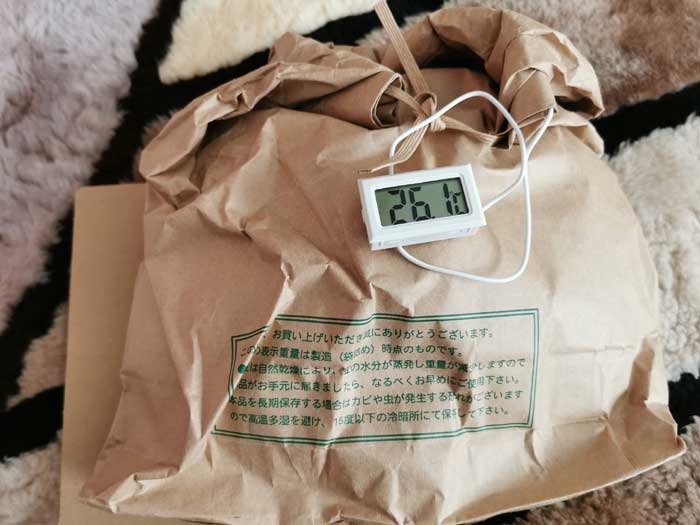 26.1℃
お買い上げいただき誠にありがとうございます。
この表示重量は製造（袋詰め）時点のものです。
は自然乾燥により、の水分が蒸発し重量が減少しますので
品がお手元に届きましたら、なるべくお早めにご使用下さい。
本品を長期保存する場合はカビや虫が発生する恐れがございます
ので高温多湿を避け、15度以下の冷暗所にて保存して下さい。